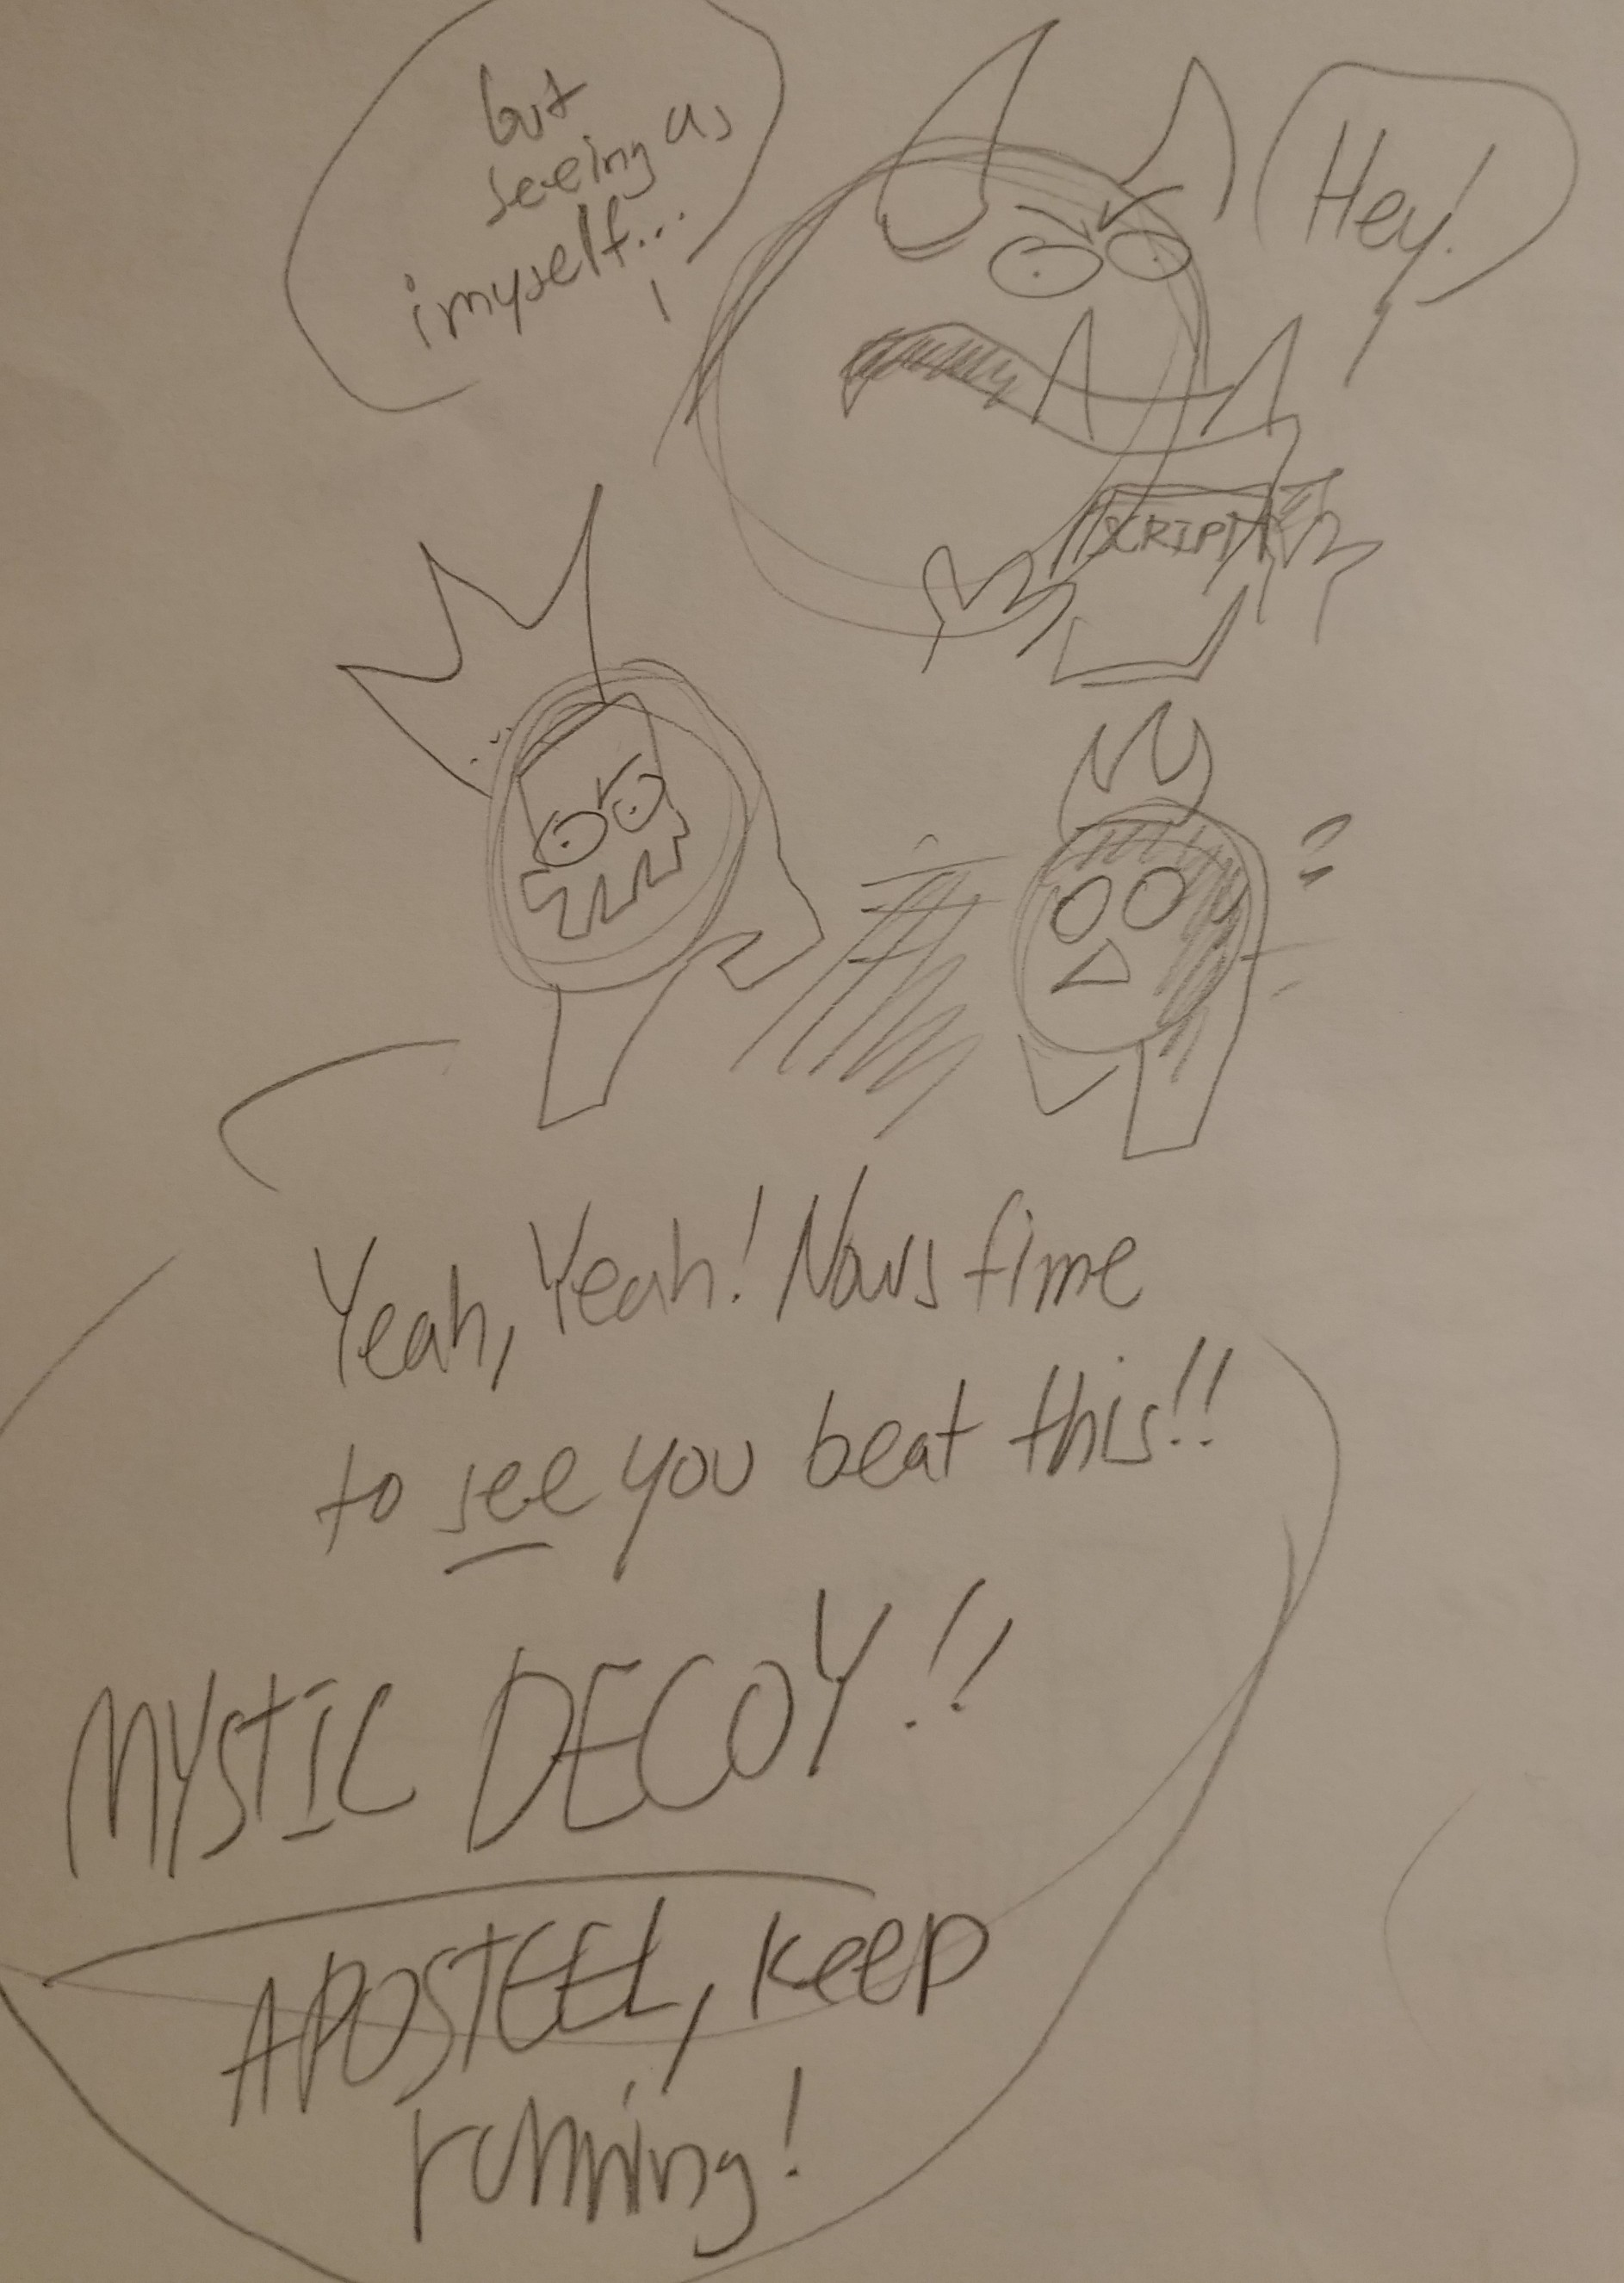 but
seeing as
i myself...
Hey!
SCRIPT
Yeah, Yeah! Nows time
to see you beat this!!
MYSTIC DECOY!!
APOSTEEL, keep
running!